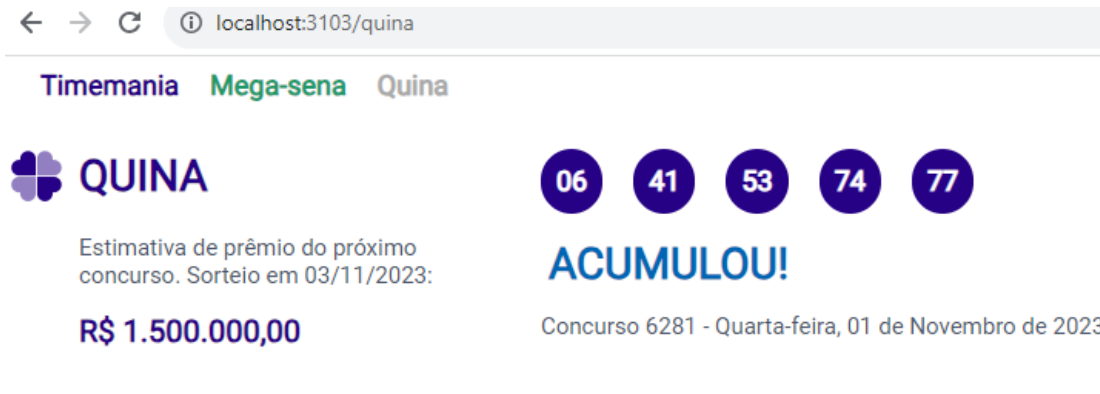 localhost:3103/quina
Timemania Mega-sena Quina
QUINA
Estimativa de prêmio do próximo
concurso. Sorteio em 03/11/2023:
R$ 1.500.000,00
06 41 53 74 77
ACUMULOU!
Concurso 6281 - Quarta-feira, 01 de Novembro de 2023